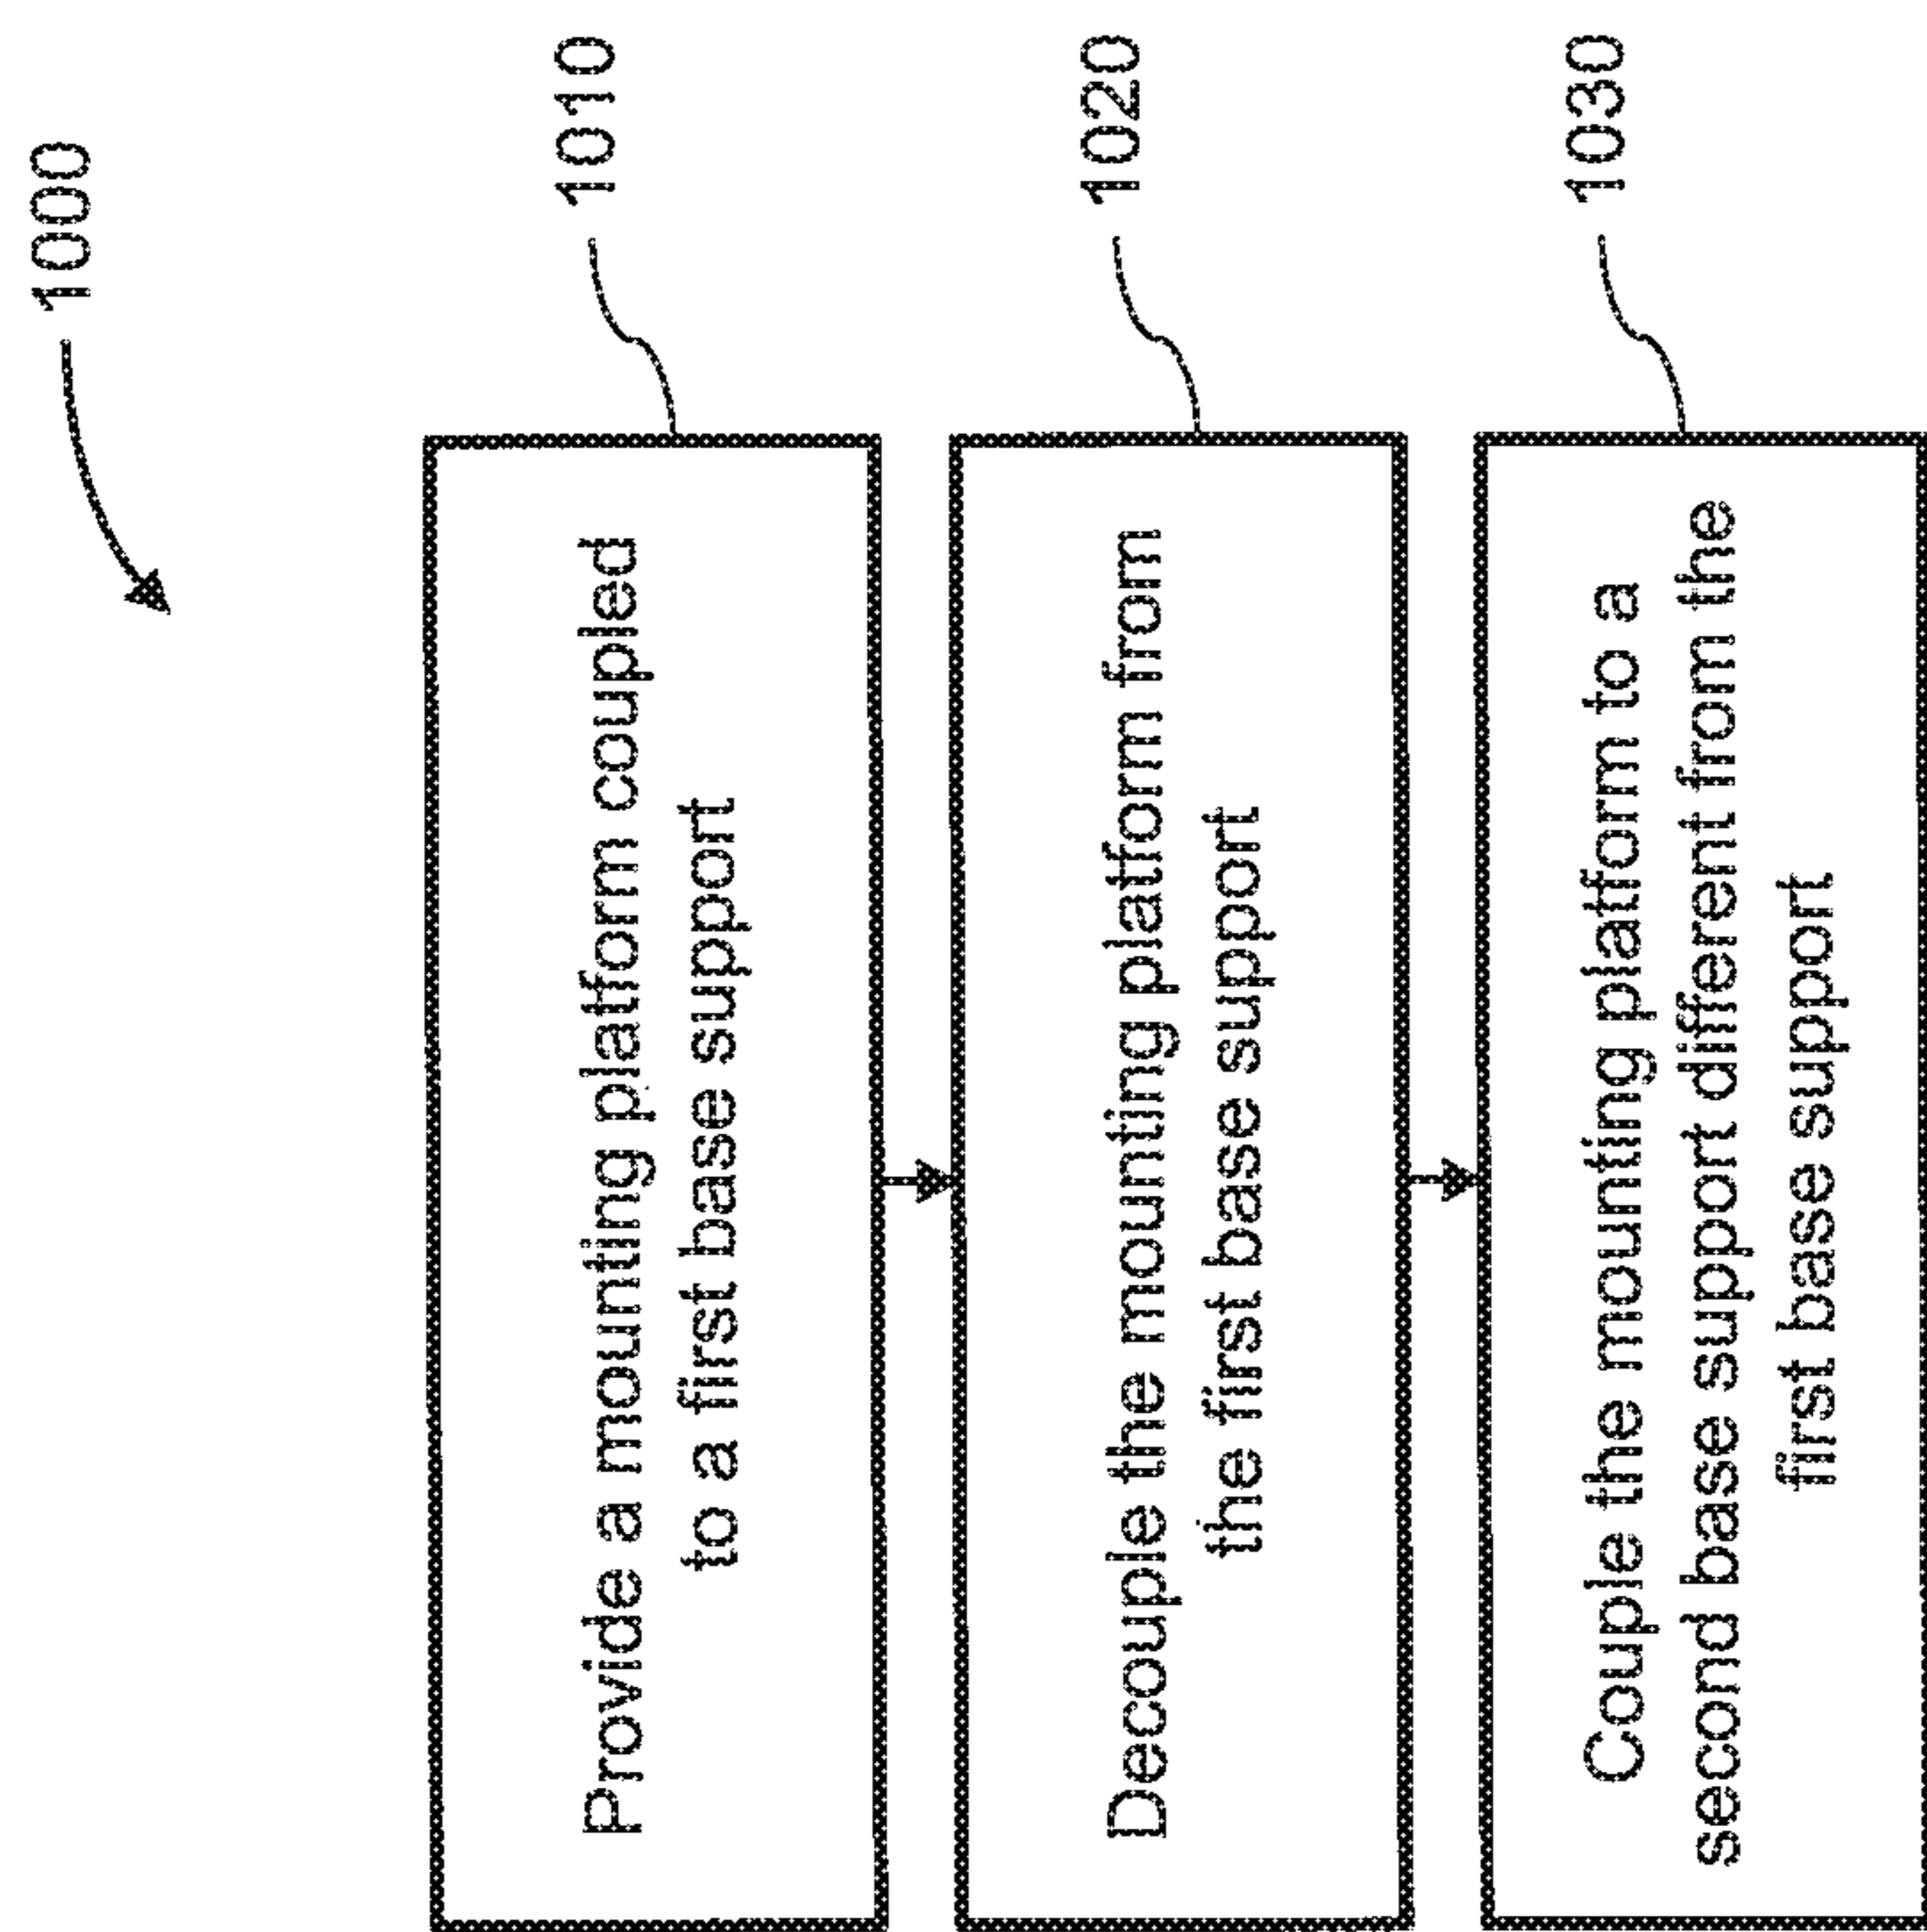 1000
1010
Provide a mounting platform coupled
to a first base support
1020
Decouple the mounting platform from
the first base support
1030
Couple the mounting platform to a
second base support different from the
first base support